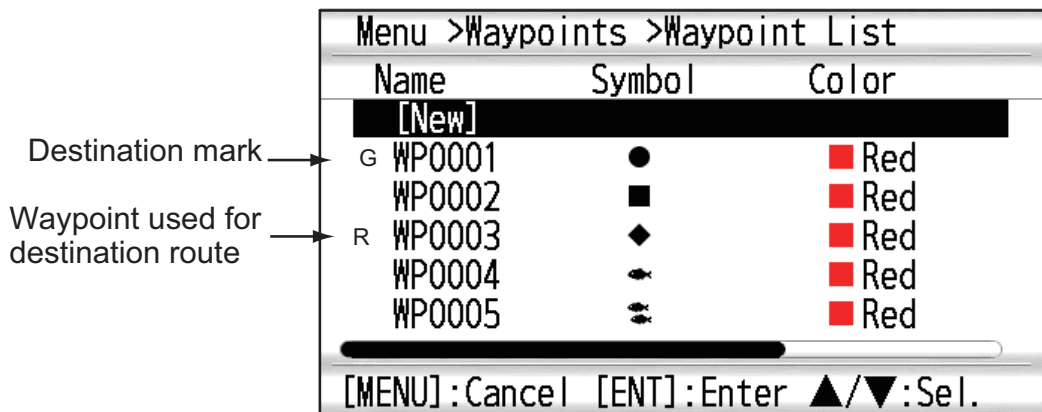 Menu >Waypoints >Waypoint List
Name Symbol Color
[New]
Destination mark G WP0001 Red
WP0002 Red
Waypoint used for
destination route R WP0003 Red
WP0004 Red
WP0005 Red
[MENU]:Cancel [ENT]:Enter ▲/▼:Sel.